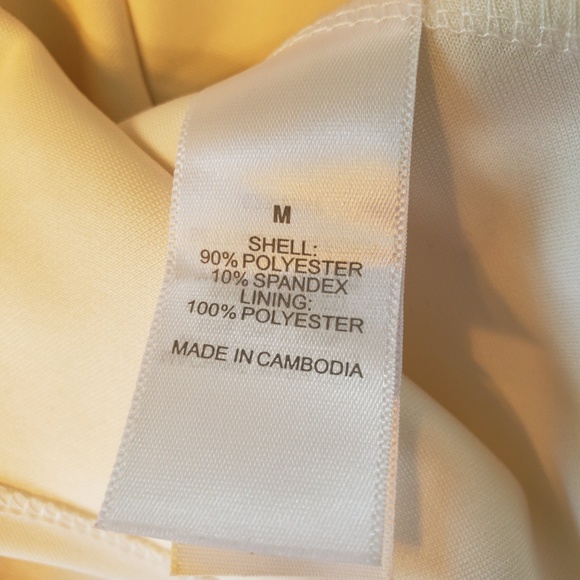 M
SHELL:
90% POLYESTER
10% SPANDEX
LINING:
100% POLYESTER
MADE IN CAMBODIA